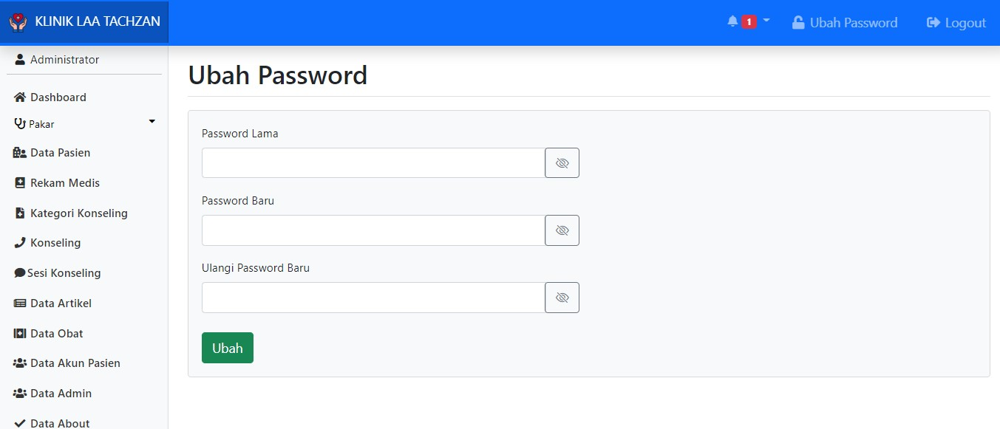 KLINIK LAA TACHZAN
1
Ubah Password
Logout
Administrator
Dashboard
Pakar
Data Pasien
Rekam Medis
Kategori Konseling
Konseling
Sesi Konseling
Data Artikel
Data Obat
Data Akun Pasien
Data Admin
Data About
Ubah Password
Password Lama
Password Baru
Ulangi Password Baru
Ubah